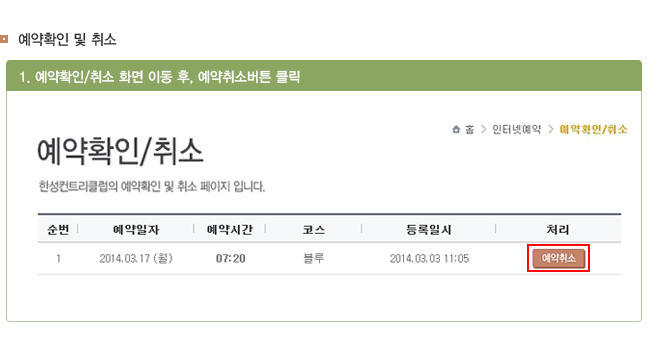 예약확인 및 취소
1. 예약확인/취소 화면 이동 후, 예약취소버튼 클릭
홈 > 인터넷예약 > 예약확인/취소
예약확인/취소
한성컨트리클럽의 예약확인 및 취소 페이지 입니다.
순번 예약일자 예약시간 코스 등록일시 처리
1 2014.03.17 (월) 07:20 블루 2014.03.03 11:05 예약취소